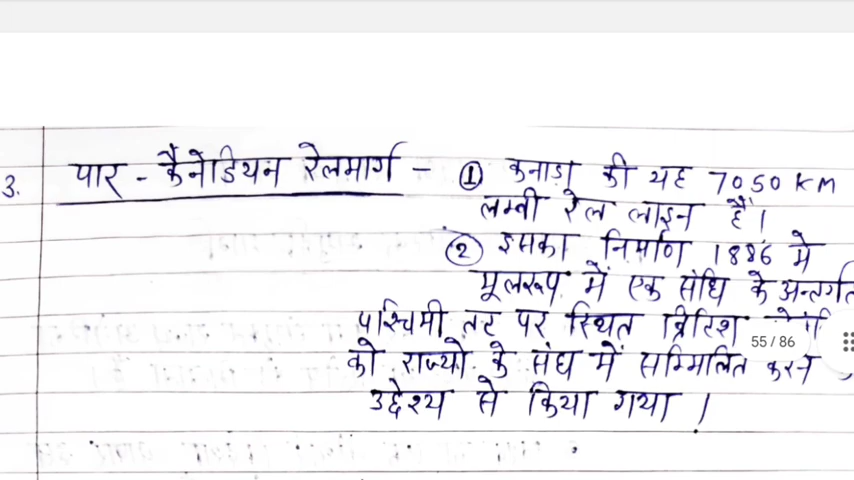 3. पार - कैनेडियन रेलमार्ग - ① कनाडा की यह 7050 KM
लम्बी रेल लाइन है।
② इसका निर्माण 1886 मे
मूलरूप में एक संधि के अन्तर्गत
पश्चिमी तट पर स्थित ब्रिटिश
को राज्यो के संघ में सम्मिलित करन
उद्देश्य से किया गया।
55 / 86